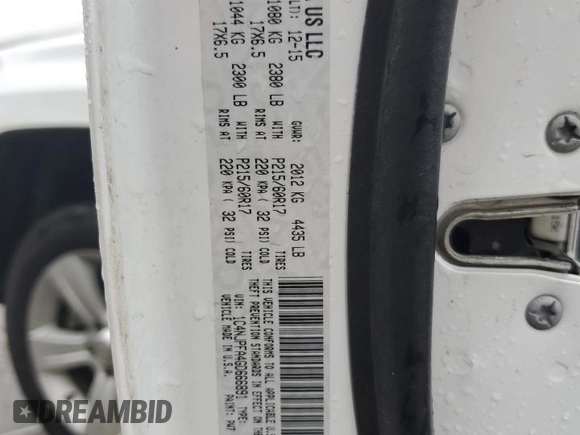 US LLC
12-15
GVWR: 2012 KG 4435 LB
1080 KG 2380 LB WITH P215/60R17 TIRES
17X6.5 RIMS AT 220 KPA ( 32 PSI) COLD
1044 KG 2300 LB WITH P215/60R17 TIRES
17X6.5 RIMS AT 220 KPA ( 32 PSI) COLD
THIS VEHICLE CONFORMS TO ALL APPLICABLE
THEFT PREVENTION STANDARDS IN EFFECT ON
VIN: TYPE:
VEHICLE MADE IN U.S.A. PAINT: PW7
DREAMBID